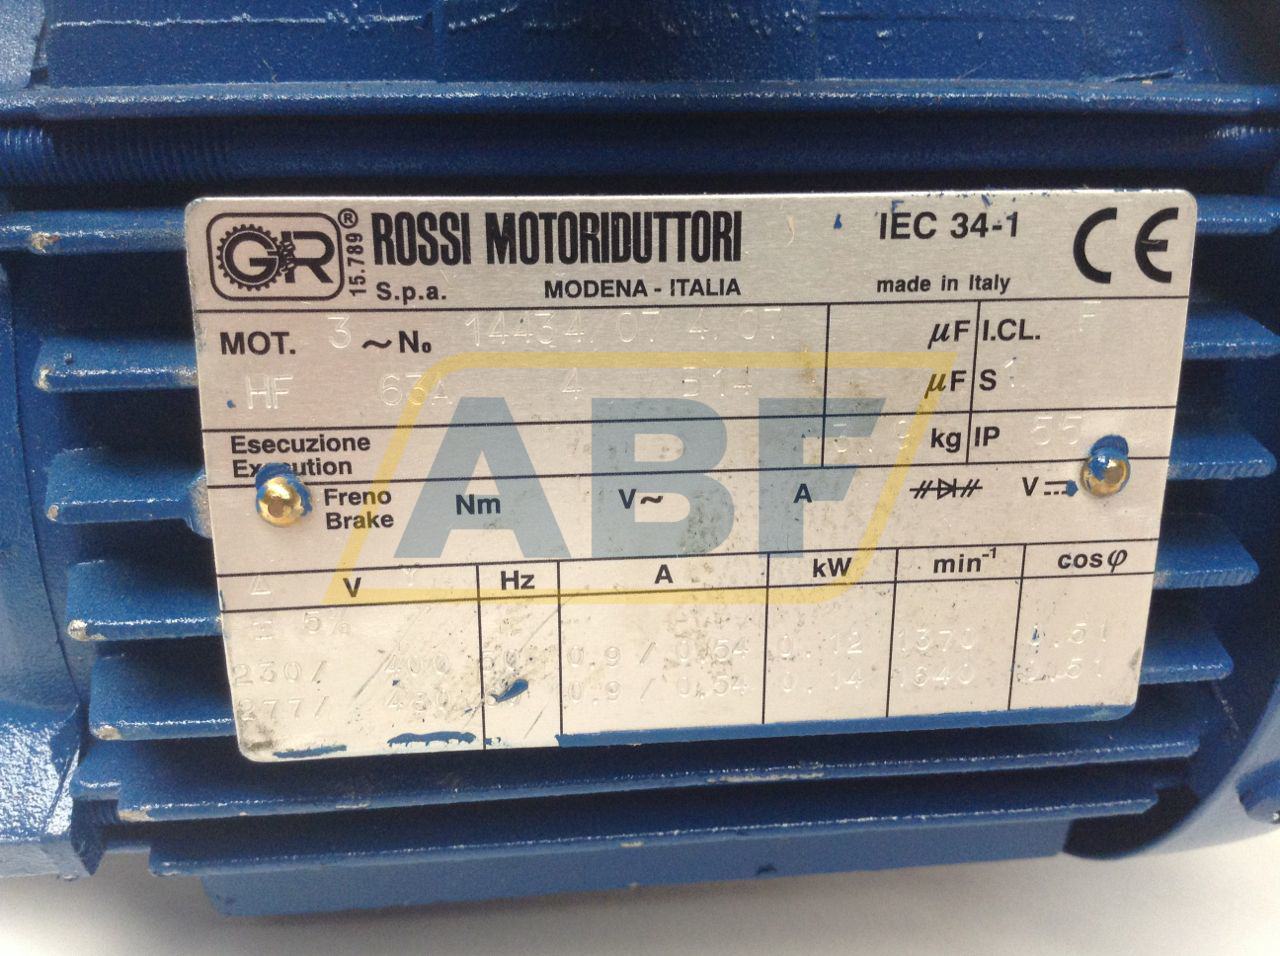 GR ® 15.789 ROSSI MOTORIDUTTORI
S.p.a. MODENA - ITALIA
IEC 34-1 CE
made in Italy
MOT. 3 ~ No 14434/07 4/07 µF I.CL. F
HF 63A 4 B14 µF S 1
Esecuzione
Execution kg IP 55
Freno
Brake Nm V~ A V
ABF
Δ V Y Hz A kW min-1 cosφ
± 5%
230/ 400 50 0.9 / 0.54 0.12 1370 0.51
277/ 480 60 0.9 / 0.54 0.14 1640 0.51